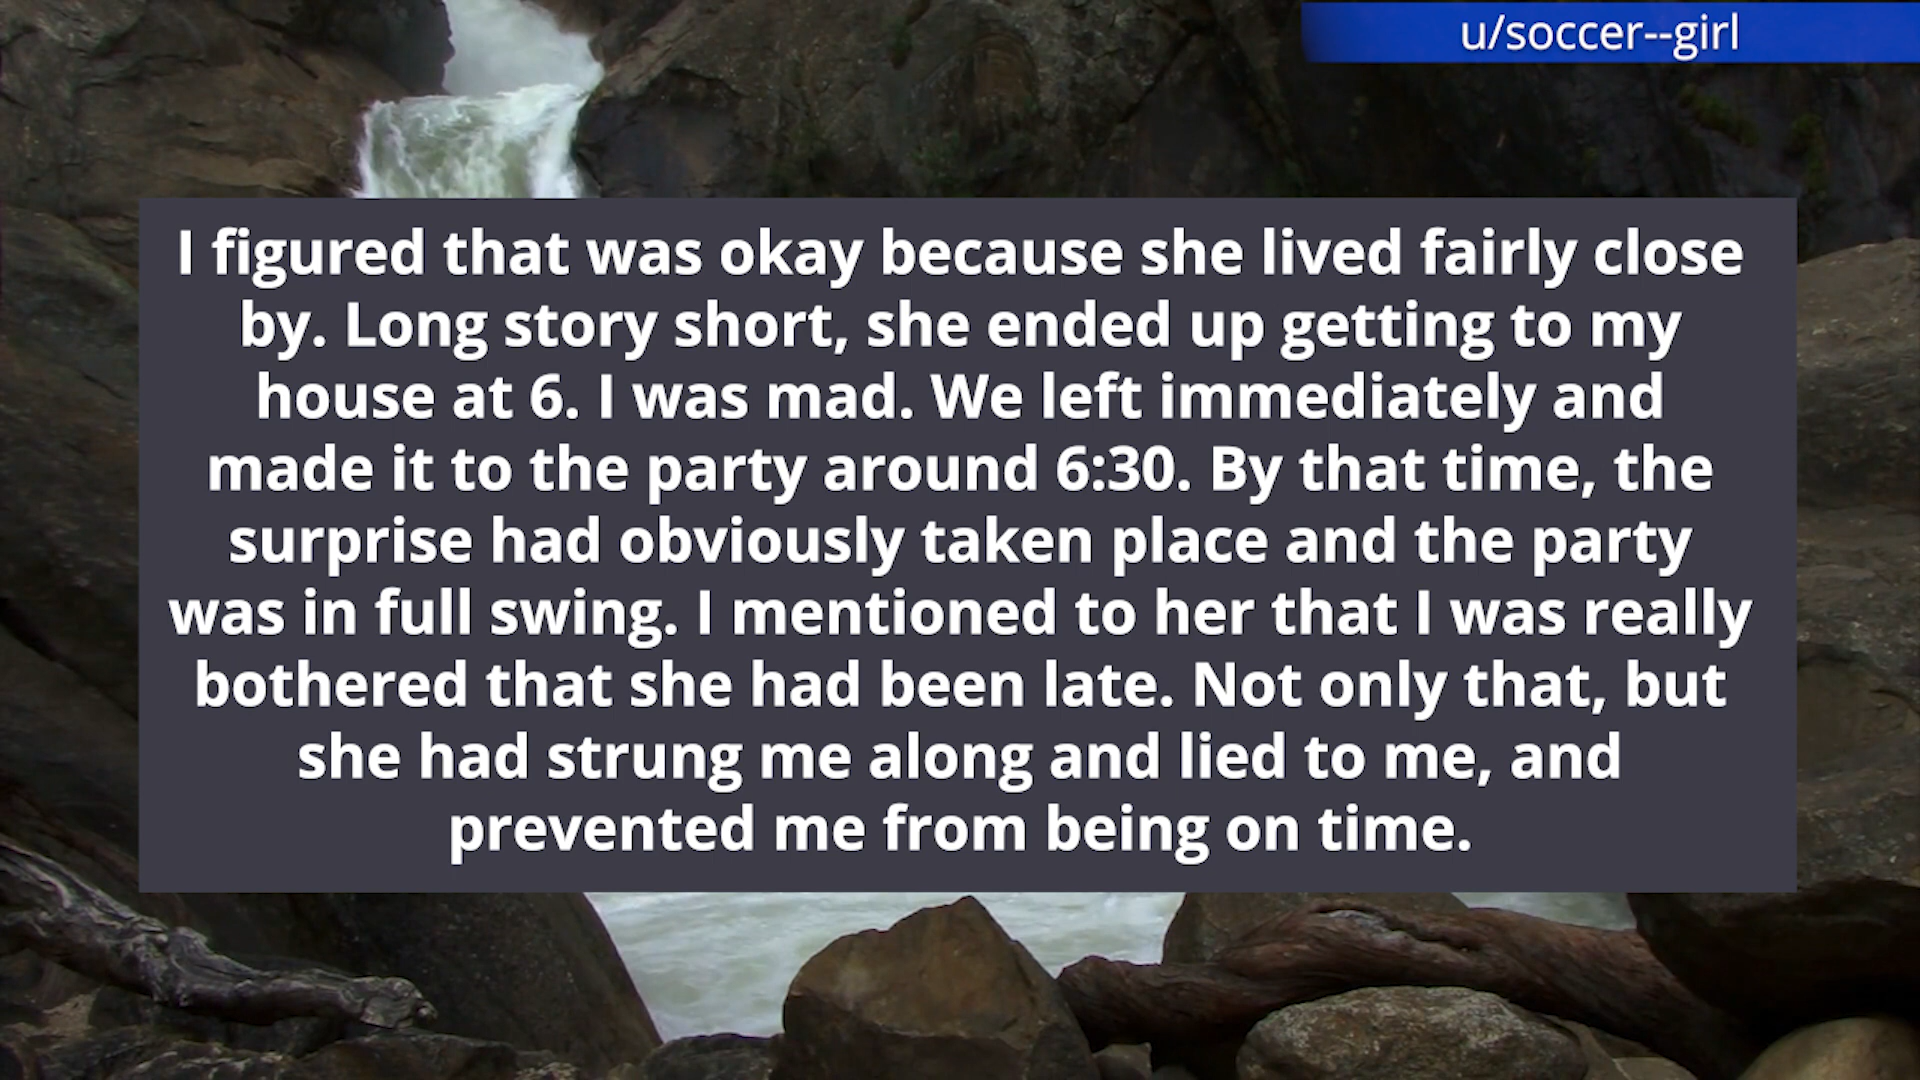 u/soccer--girl
I figured that was okay because she lived fairly close
by. Long story short, she ended up getting to my
house at 6. I was mad. We left immediately and
made it to the party around 6:30. By that time, the
surprise had obviously taken place and the party
was in full swing. I mentioned to her that I was really
bothered that she had been late. Not only that, but
she had strung me along and lied to me, and
prevented me from being on time.